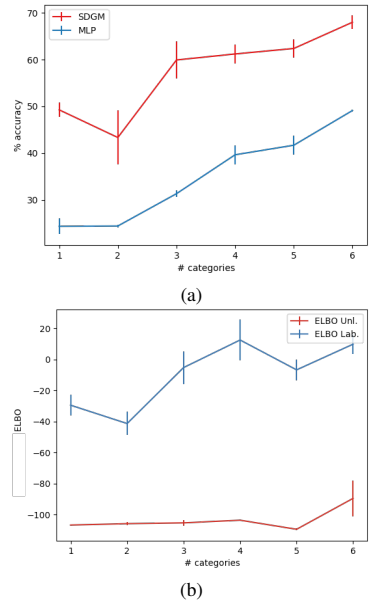 SDGM
MLP
70
60
50
40
30
% accuracy
1 2 3 4 5 6
# categories
(a)
ELBO Unl.
ELBO Lab.
20
0
−20
−40
−60
−80
−100
ELBO
1 2 3 4 5 6
# categories
(b)